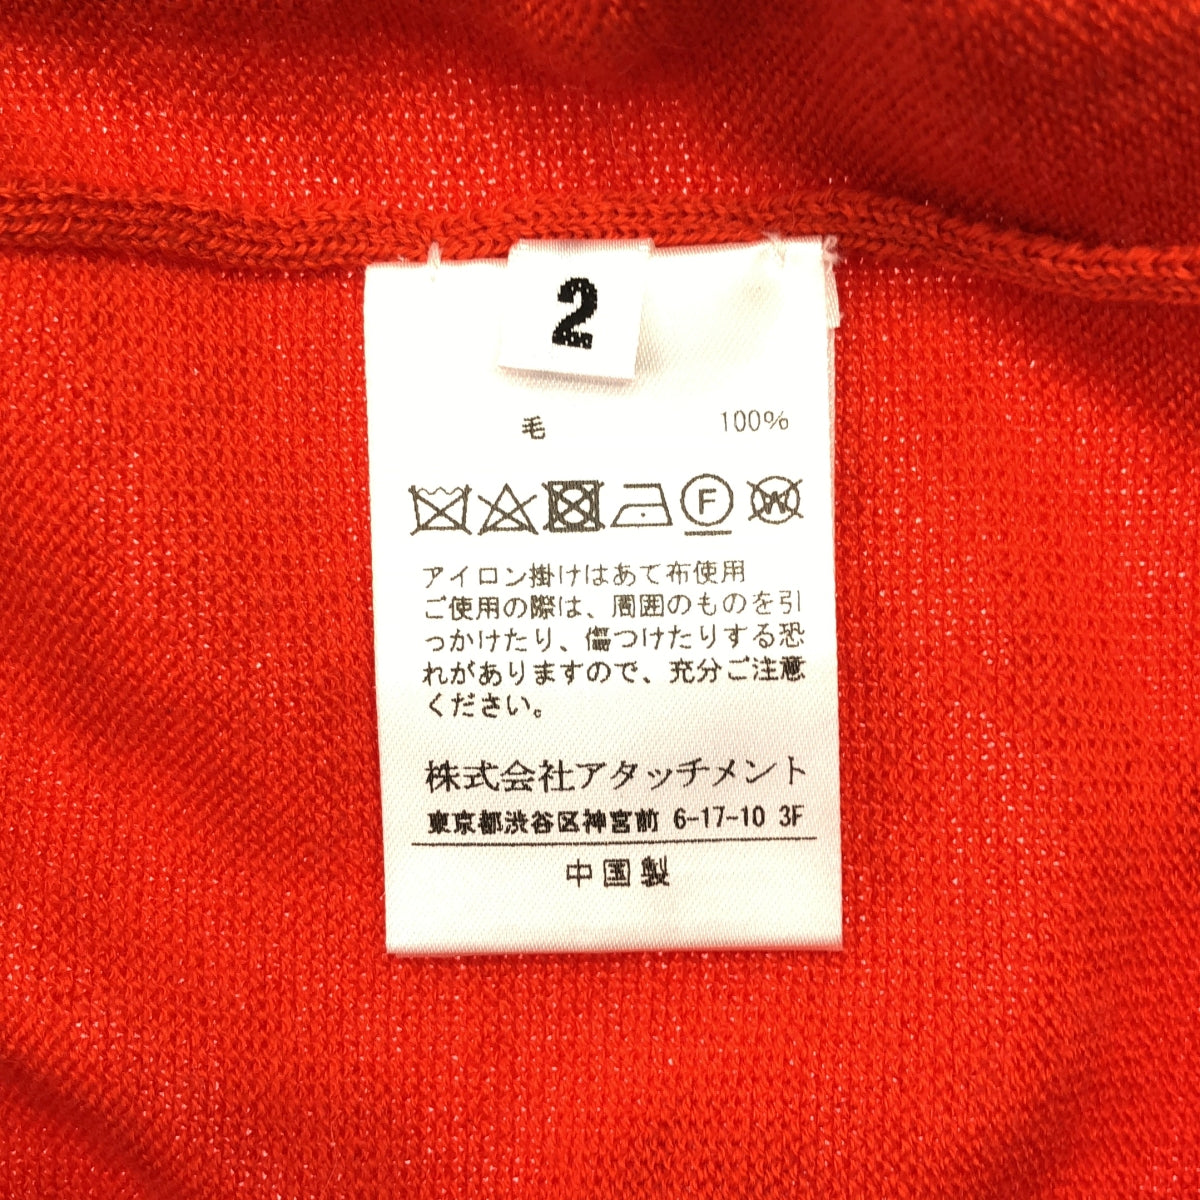 2
毛 100%
F W
アイロン掛けはあて布使用
ご使用の際は、周囲のものを引
っかけたり、傷つけたりする恐
れがありますので、充分ご注意
ください。
株式会社アタッチメント
東京都渋谷区神宮前 6-17-10 3F
中国製